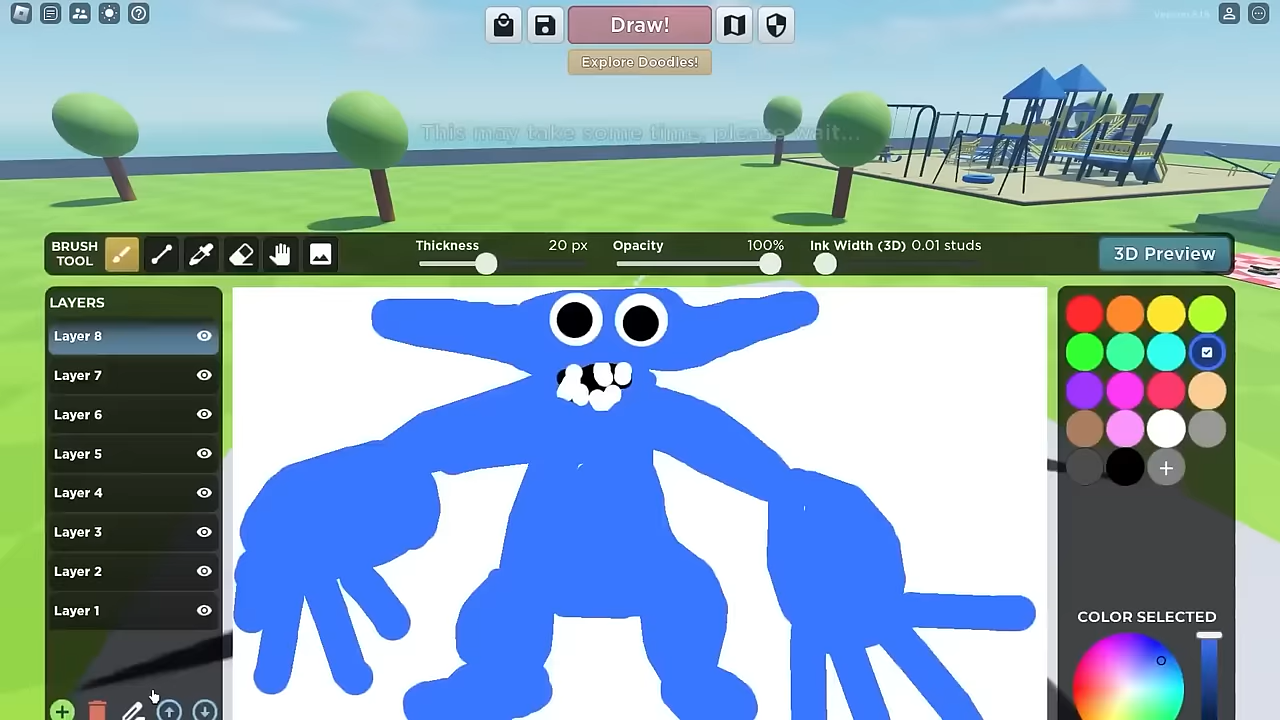 Draw!
Explore Doodles!
This may take some time, please wait...
BRUSH
TOOL
Thickness 20 px
Opacity 100%
Ink Width (3D) 0.01 studs
3D Preview
LAYERS
Layer 8
Layer 7
Layer 6
Layer 5
Layer 4
Layer 3
Layer 2
Layer 1
COLOR SELECTED